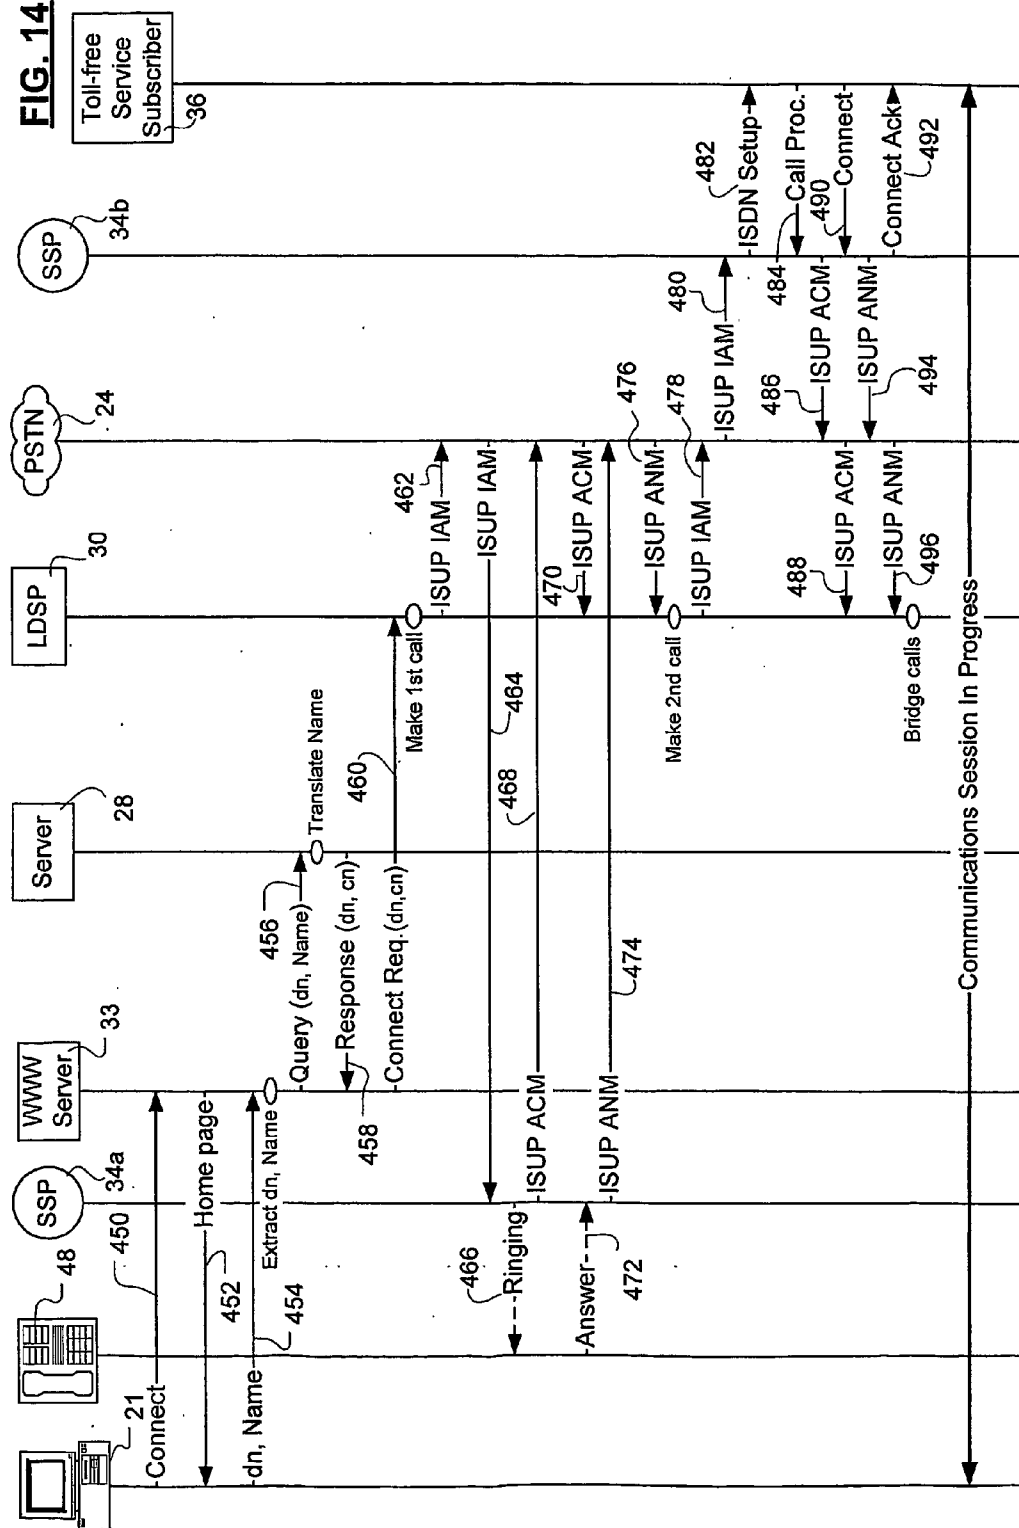 FIG. 14
21
48
SSP
34a
WWW
Server
33
Server
28
LDSP
30
PSTN
24
SSP
34b
Toll-free
Service
Subscriber
36
Connect
450
Home page
452
dn, Name
454
Extract dn, Name
Query (dn, Name)
456
Translate Name
Response (dn, cn)
458
Connect Req.(dn,cn)
460
Make 1st call
ISUP IAM
462
ISUP IAM
464
Ringing
466
ISUP ACM
468
ISUP ACM
470
Answer
472
ISUP ANM
474
ISUP ANM
476
Make 2nd call
ISUP IAM
478
ISUP IAM
480
ISDN Setup
482
Call Proc.
484
ISUP ACM
486
ISUP ACM
488
Connect
490
Connect Ack
492
ISUP ANM
494
ISUP ANM
496
Bridge calls
Communications Session In Progress